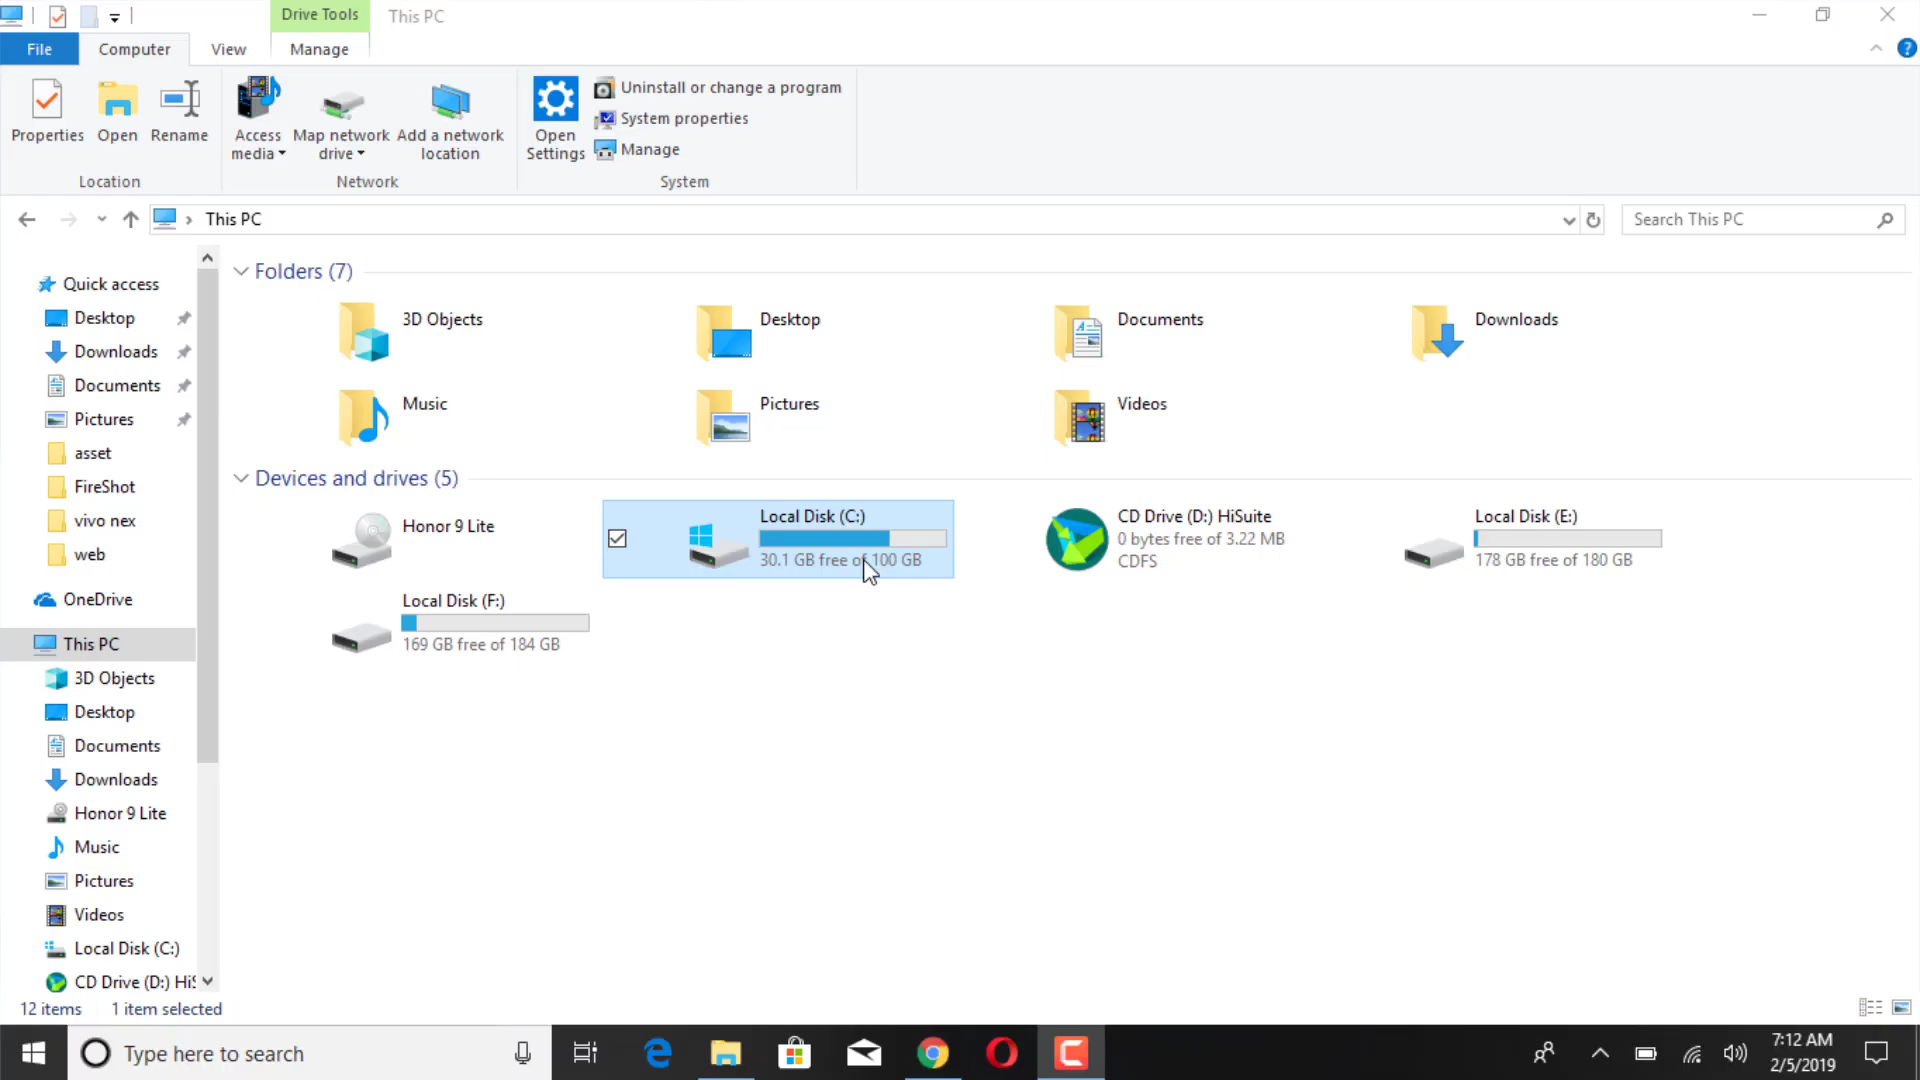 Drive Tools
This PC
File
Computer
View
Manage
Properties
Open
Rename
Access
media
Map network
drive
Add a network
location
Open
Settings
Uninstall or change a program
System properties
Manage
Location
Network
System
This PC
Search This PC
Quick access
Desktop
Downloads
Documents
Pictures
asset
FireShot
vivo nex
web
OneDrive
This PC
3D Objects
Desktop
Documents
Downloads
Honor 9 Lite
Music
Pictures
Videos
Local Disk (C:)
CD Drive (D:) HiS
Folders (7)
3D Objects
Desktop
Documents
Downloads
Music
Pictures
Videos
Devices and drives (5)
Honor 9 Lite
Local Disk (C:)
30.1 GB free of 100 GB
CD Drive (D:) HiSuite
0 bytes free of 3.22 MB
CDFS
Local Disk (E:)
178 GB free of 180 GB
Local Disk (F:)
169 GB free of 184 GB
12 items
1 item selected
Type here to search
7:12 AM
2/5/2019